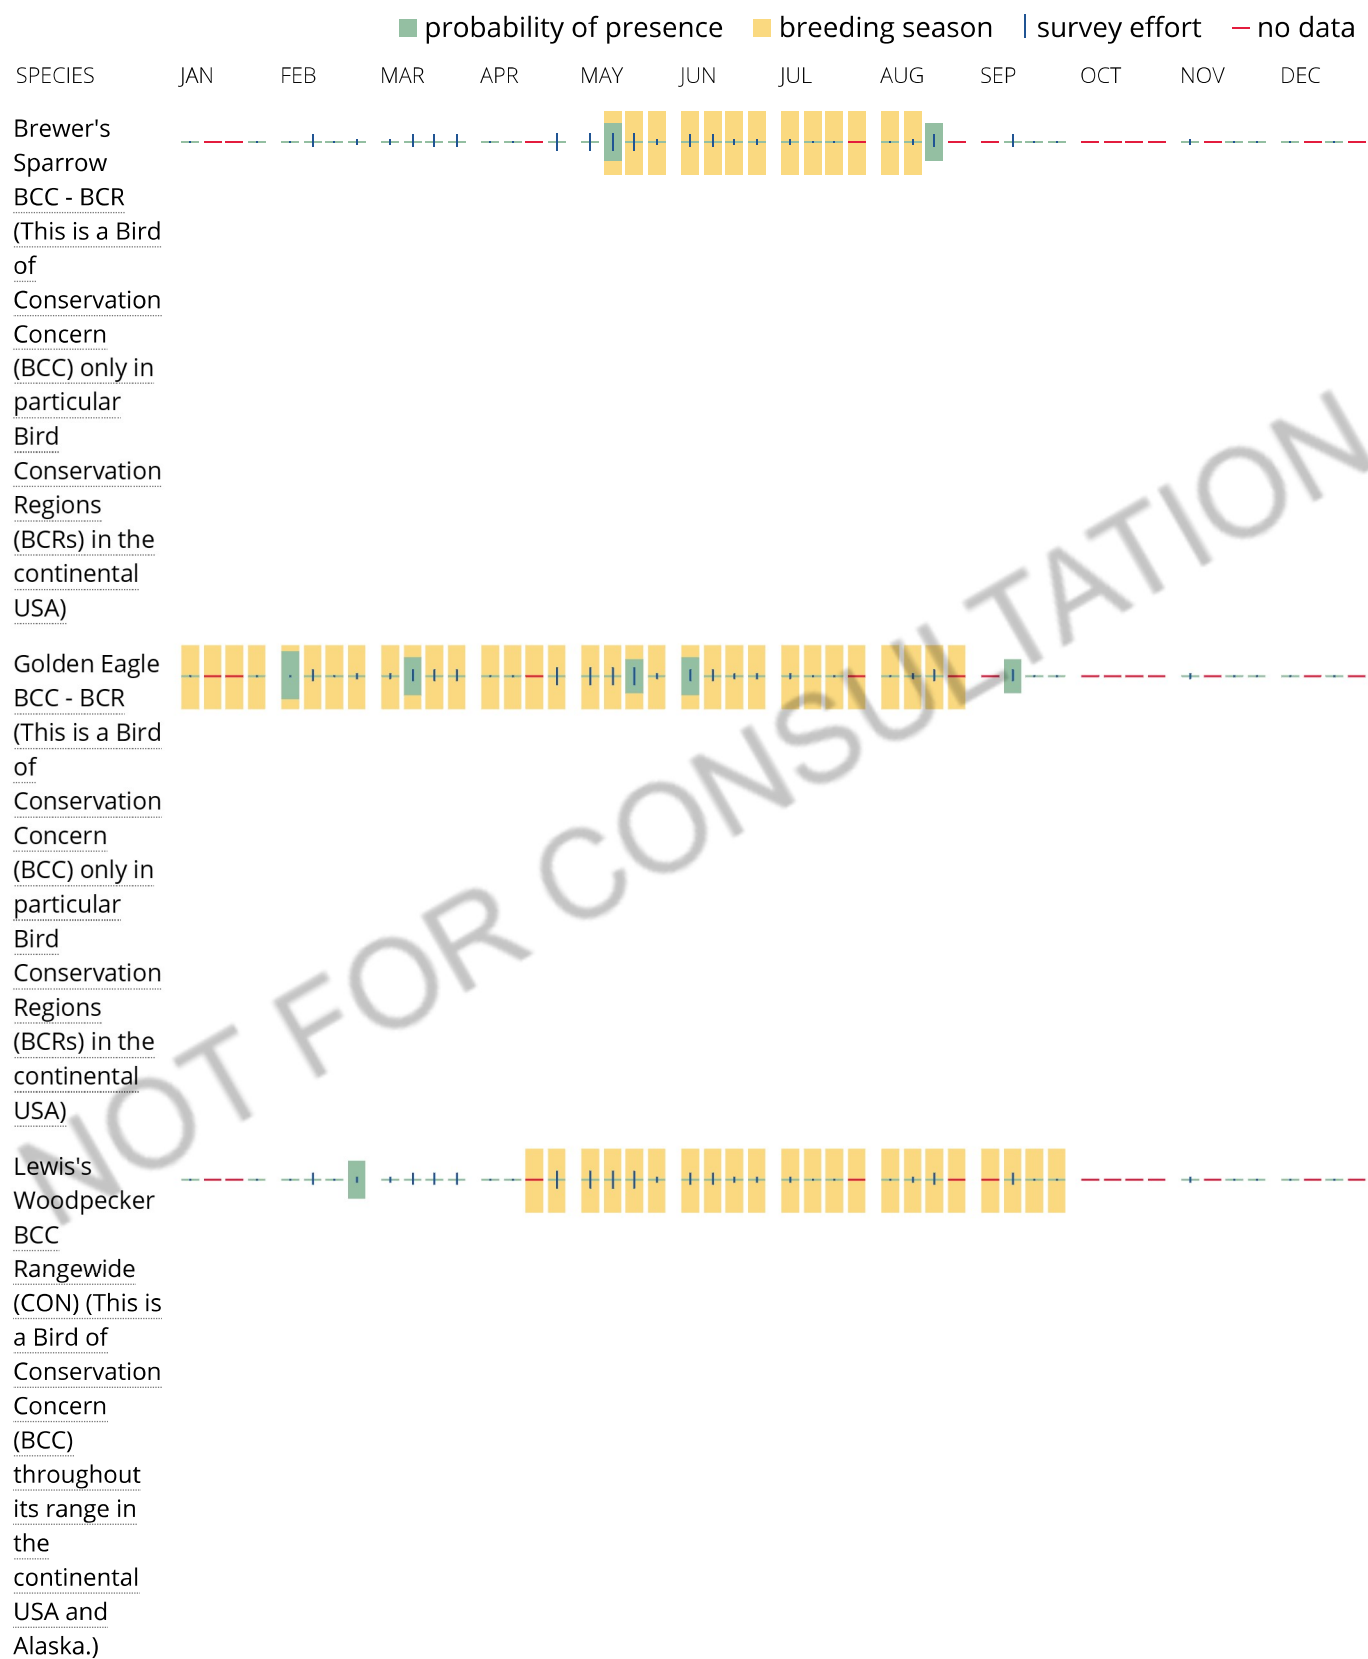 probability of presence breeding season survey effort no data
SPECIES JAN FEB MAR APR MAY JUN JUL AUG SEP OCT NOV DEC
Brewer's
Sparrow
BCC - BCR
(This is a Bird
of
Conservation
Concern
(BCC) only in
particular
Bird
Conservation
Regions
(BCRs) in the
continental
USA)
Golden Eagle
BCC - BCR
(This is a Bird
of
Conservation
Concern
(BCC) only in
particular
Bird
Conservation
Regions
(BCRs) in the
continental
USA)
Lewis's
Woodpecker
BCC
Rangewide
(CON) (This is
a Bird of
Conservation
Concern
(BCC)
throughout
its range in
the
continental
USA and
Alaska.)
NOT FOR CONSULTATION